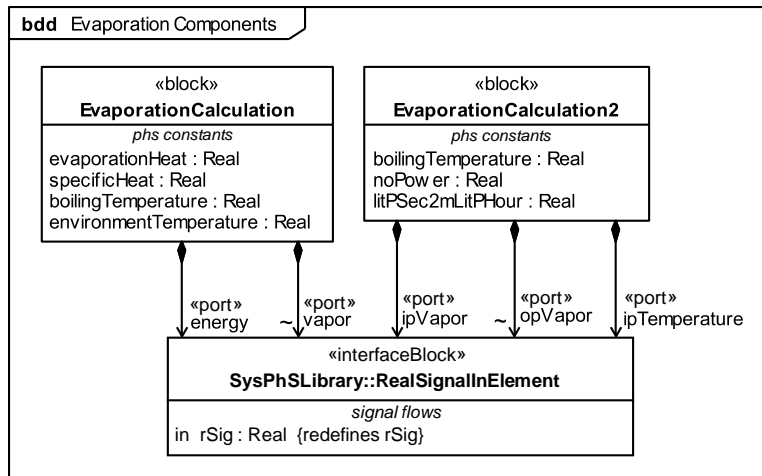 bdd Evaporation Components
«block»
EvaporationCalculation
phs constants
evaporationHeat : Real
specificHeat : Real
boilingTemperature : Real
environmentTemperature : Real
«block»
EvaporationCalculation2
phs constants
boilingTemperature : Real
noPower : Real
litPSec2mLitPHour : Real
«port»
energy
«port»
~ vapor
«port»
ipVapor
«port»
~ opVapor
«port»
ipTemperature
«interfaceBlock»
SysPhSLibrary::RealSignalInElement
signal flows
in rSig : Real {redefines rSig}